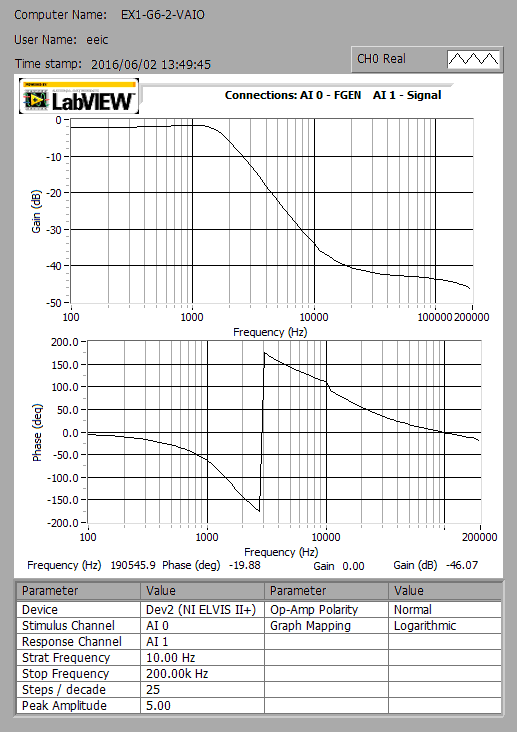 Computer Name: EX1-G6-2-VAIO
User Name: eeic
Time stamp: 2016/06/02 13:49:45
CH0 Real
POWERED BY
LabVIEW
Connections: AI 0 - FGEN AI 1 - Signal
0
-10
-20
-30
-40
-50
Gain (dB)
100 1000 10000 100000 200000
Frequency (Hz)
200.0
150.0
100.0
50.0
0.0
-50.0
-100.0
-150.0
-200.0
Phase (deq)
100 1000 10000 200000
Frequency (Hz)
Frequency (Hz) 190545.9 Phase (deg) -19.88 Gain 0.00 Gain (dB) -46.07
Parameter Value Parameter Value
Device Dev2 (NI ELVIS II+) Op-Amp Polarity Normal
Stimulus Channel AI 0 Graph Mapping Logarithmic
Response Channel AI 1
Strat Frequency 10.00 Hz
Stop Frequency 200.00k Hz
Steps / decade 25
Peak Amplitude 5.00